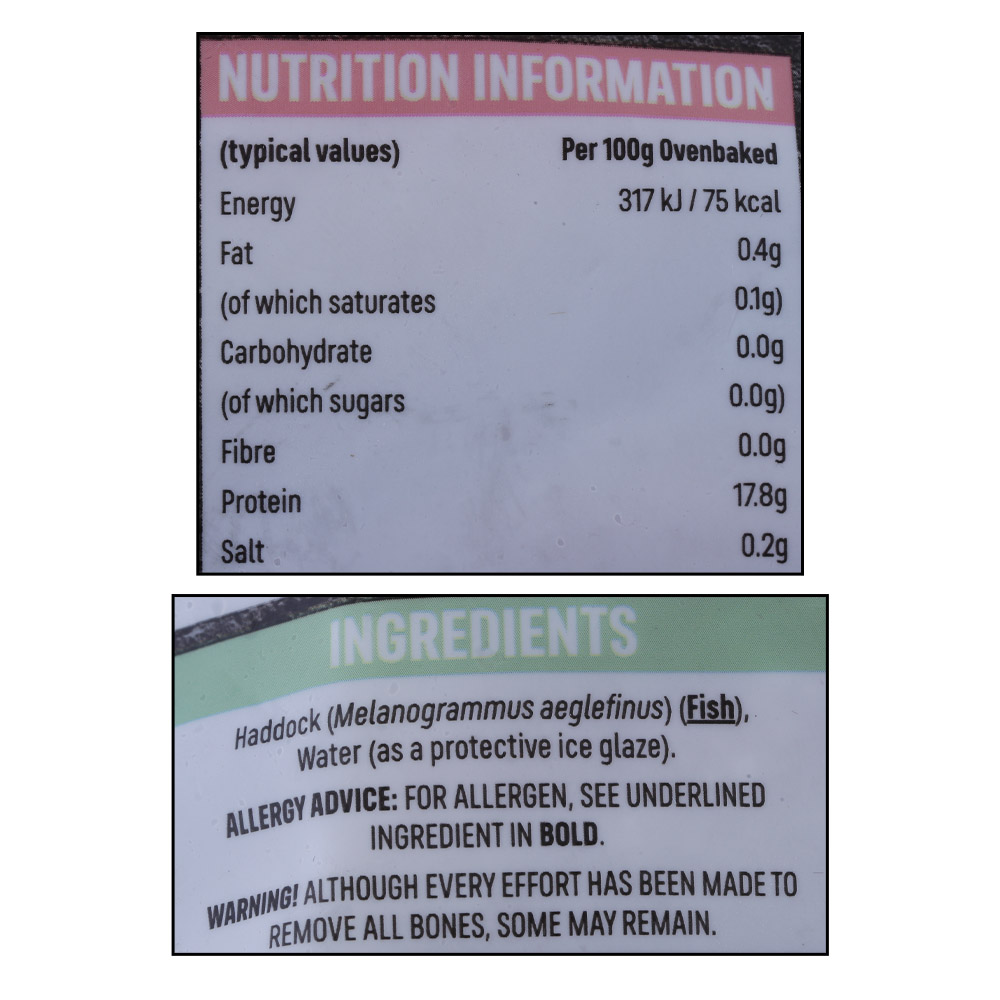 NUTRITION INFORMATION
(typical values) Per 100g Ovenbaked
Energy 317 kJ / 75 kcal
Fat 0.4g
(of which saturates 0.1g)
Carbohydrate 0.0g
(of which sugars 0.0g)
Fibre 0.0g
Protein 17.8g
Salt 0.2g
INGREDIENTS
Haddock (Melanogrammus aeglefinus) (Fish),
Water (as a protective ice glaze).
ALLERGY ADVICE: FOR ALLERGEN, SEE UNDERLINED
INGREDIENT IN BOLD.
WARNING! ALTHOUGH EVERY EFFORT HAS BEEN MADE TO
REMOVE ALL BONES, SOME MAY REMAIN.